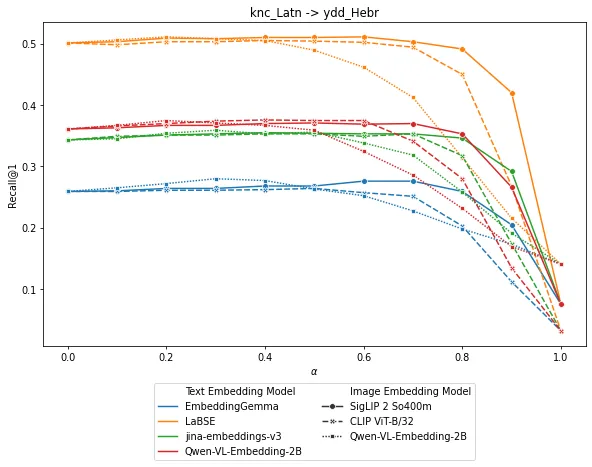 knc_Latn -> ydd_Hebr
Recall@1
0.5
0.4
0.3
0.2
0.1
0.0 0.2 0.4 0.6 0.8 1.0
α
Text Embedding Model
EmbeddingGemma
LaBSE
jina-embeddings-v3
Qwen-VL-Embedding-2B
Image Embedding Model
SigLIP 2 So400m
CLIP ViT-B/32
Qwen-VL-Embedding-2B